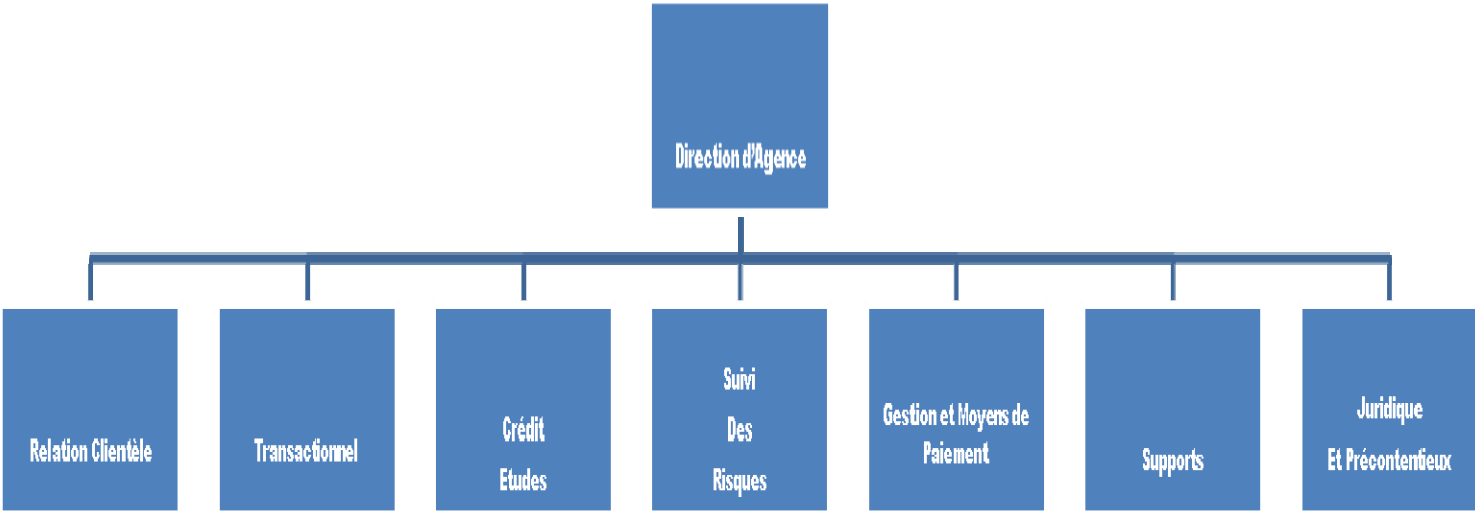 Direction d'Agence
Relation Clientèle
Transactionnel
Crédit
Etudes
Suivi
Des
Risques
Gestion et Moyens de
Paiement
Supports
Juridique
Et Précontentieux